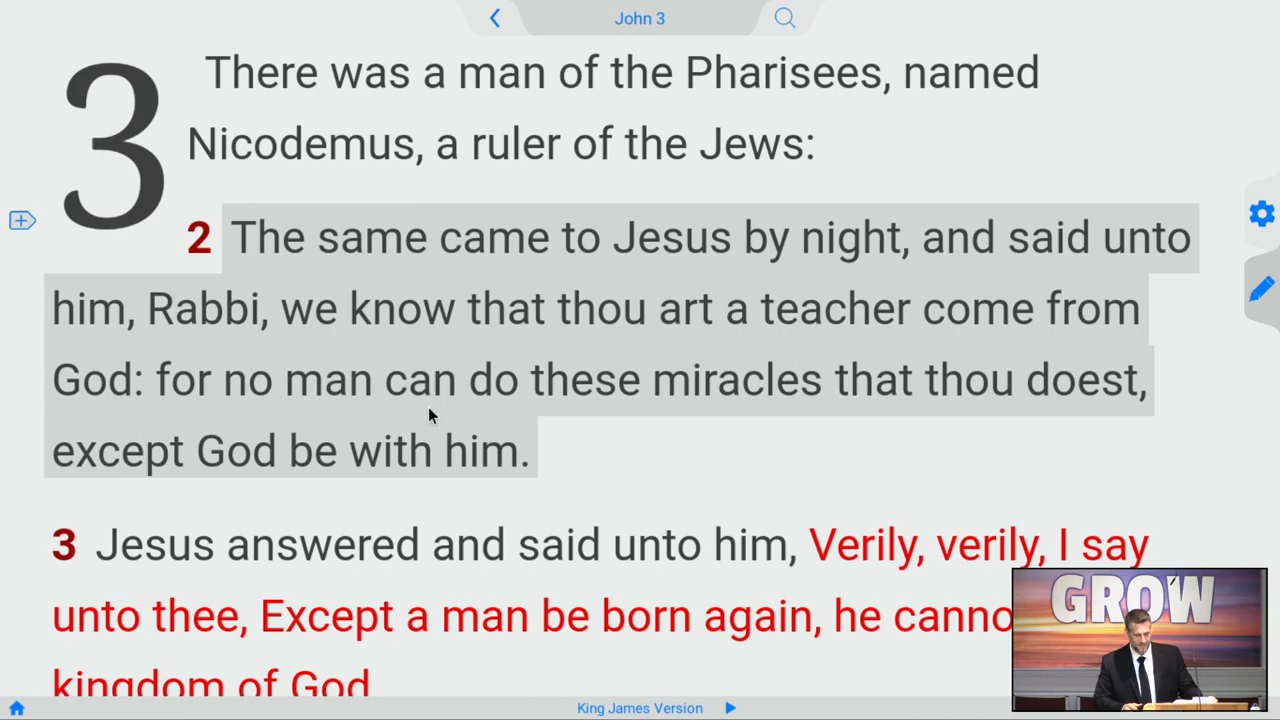 John 3
3 There was a man of the Pharisees, named
Nicodemus, a ruler of the Jews:
2 The same came to Jesus by night, and said unto
him, Rabbi, we know that thou art a teacher come from
God: for no man can do these miracles that thou doest,
except God be with him.
3 Jesus answered and said unto him, Verily, verily, I say
unto thee, Except a man be born again, he
kingdom of God
GROW
King James Version